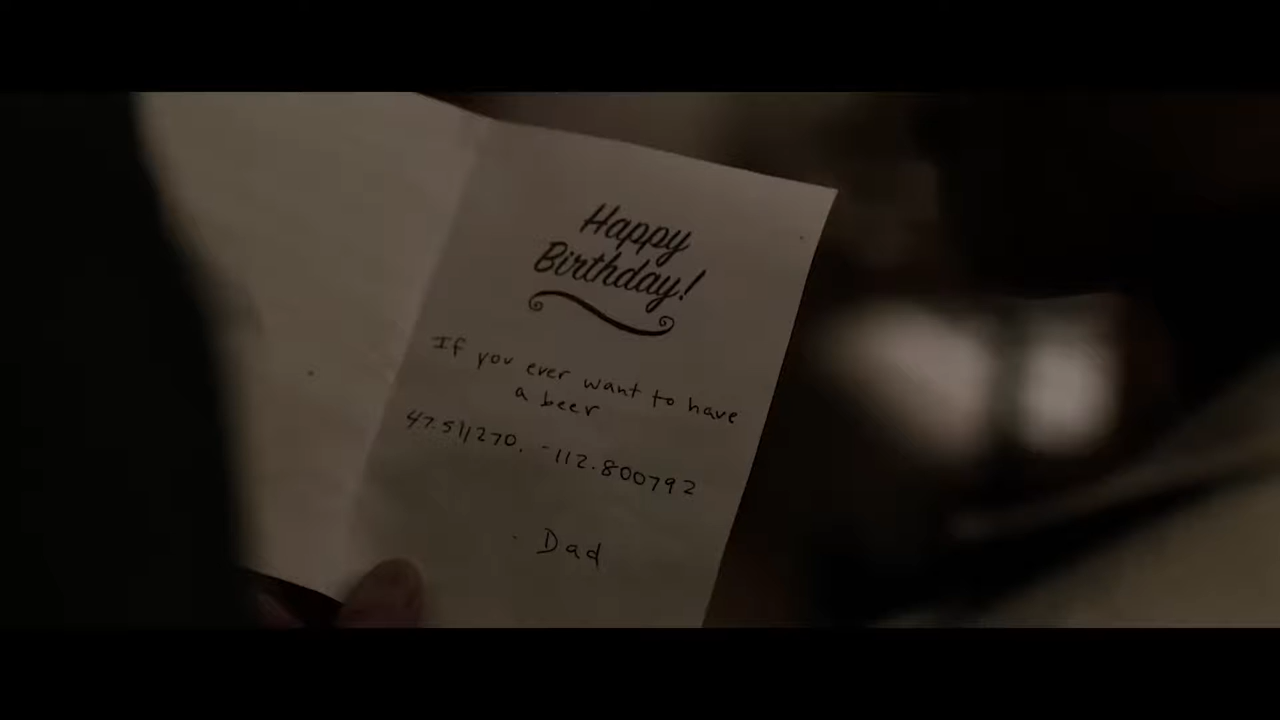 Happy
Birthday!
If you ever want to have
a beer
47.511270, -112.800792
- Dad